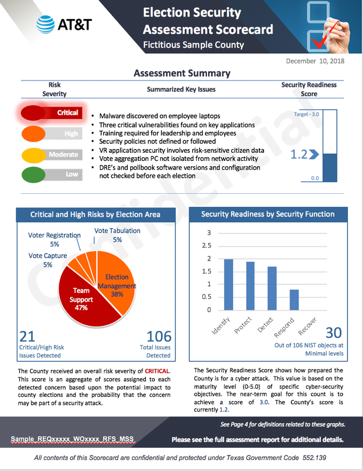 AT&T
Election Security
Assessment Scorecard
Fictitious Sample County
December 10, 2018
Assessment Summary
Risk
Severity
Summarized Key Issues
Security Readiness
Score
Critical
High
Moderate
Low
• Malware discovered on employee laptops
• Three critical vulnerabilities found on key applications
• Training required for leadership and employees
• Security policies not defined or followed
• VR application security involves risk-sensitive citizen data
• Vote aggregation PC not isolated from network activity
• DRE's and pollbook software versions and configuration
not checked before each election
Target - 3.0
1.2
0.0
Confidential
Critical and High Risks by Election Area
Voter Registration
5%
Vote Tabulation
5%
Vote Capture
5%
Election
Management
38%
Team
Support
47%
21
Critical/High Risk
Issues Detected
106
Total Issues
Detected
Security Readiness by Security Function
3
2.5
2
1.5
1
0.5
0
Identify
Protect
Detect
Respond
Recover
30
Out of 106 NIST objects at
Minimal levels
The County received an overall risk severity of CRITICAL.
This score is an aggregate of scores assigned to each
detected concern based upon the potential impact to
county elections and the probability that the concern
may be part of a security attack.
The Security Readiness Score shows how prepared the
County is for a cyber attack. This value is based on the
maturity level (0-5.0) of specific cyber-security
objectives. The near-term goal for this count is to
achieve a score of 3.0. The County's score is
currently 1.2.
See Page 4 for definitions related to these graphs.
Sample_REQxxxxx_WOxxxx_RFS_MSS
Please see the full assessment report for additional details.
All contents of this Scorecard are confidential and protected under Texas Government Code 552.139